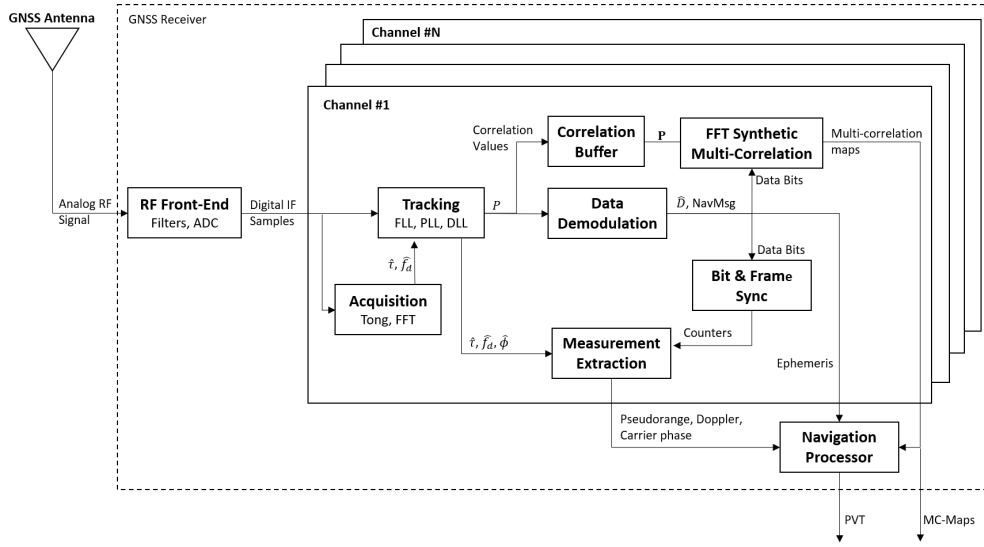 GNSS Antenna
GNSS Receiver
Channel #N
Channel #1
Correlation
Values
Correlation
Buffer
P
FFT Synthetic
Multi-Correlation
Multi-correlation
maps
Data Bits
Analog RF
Signal
RF Front-End
Filters, ADC
Digital IF
Samples
Tracking
FLL, PLL, DLL
P
Data
Demodulation
D̂, NavMsg
Data Bits
τ̂, f̂_d
Acquisition
Tong, FFT
Bit & Frame
Sync
Counters
τ̂, f̂_d, φ̂
Measurement
Extraction
Ephemeris
Pseudorange, Doppler,
Carrier phase
Navigation
Processor
PVT
MC-Maps